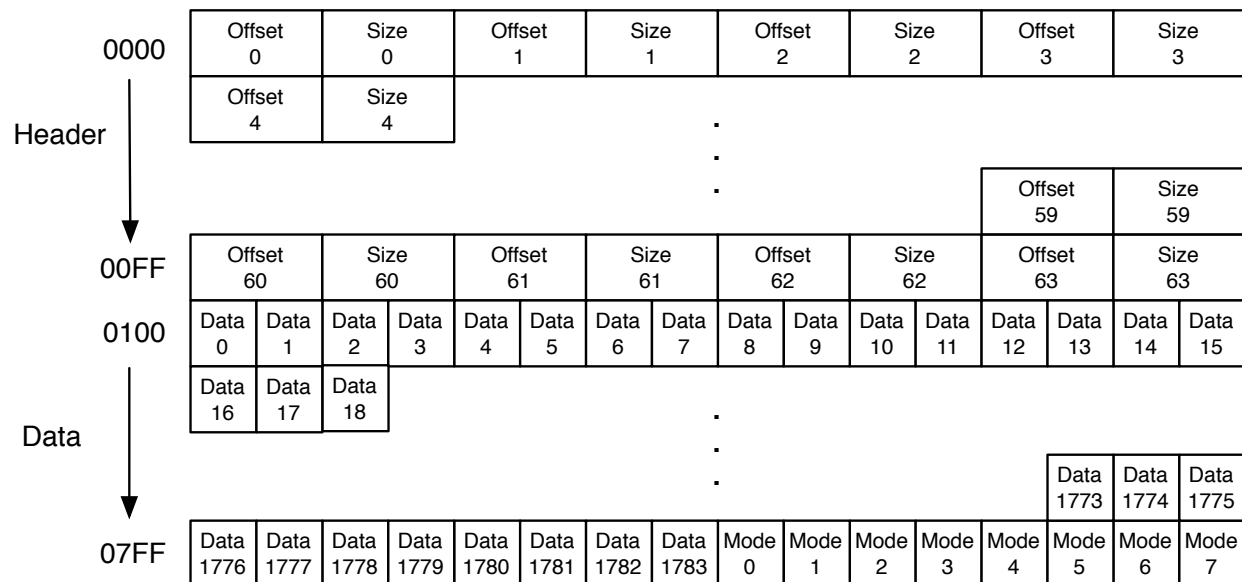 0000 Offset 0 Size 0 Offset 1 Size 1 Offset 2 Size 2 Offset 3 Size 3
Offset 4 Size 4
Header
Offset 59 Size 59
00FF Offset 60 Size 60 Offset 61 Size 61 Offset 62 Size 62 Offset 63 Size 63
0100 Data 0 Data 1 Data 2 Data 3 Data 4 Data 5 Data 6 Data 7 Data 8 Data 9 Data 10 Data 11 Data 12 Data 13 Data 14 Data 15
Data 16 Data 17 Data 18
Data
Data 1773 Data 1774 Data 1775
07FF Data 1776 Data 1777 Data 1778 Data 1779 Data 1780 Data 1781 Data 1782 Data 1783 Mode 0 Mode 1 Mode 2 Mode 3 Mode 4 Mode 5 Mode 6 Mode 7